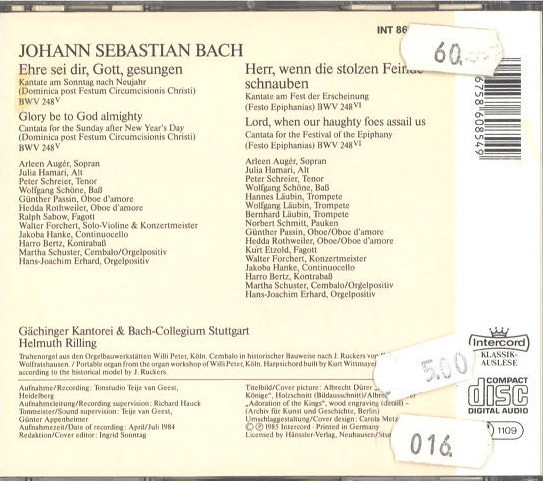 INT 86
60.
JOHANN SEBASTIAN BACH
Ehre sei dir, Gott, gesungen
Kantate am Sonntag nach Neujahr
(Dominica post Festum Circumcisionis Christi)
BWV 248 V
Glory be to God almighty
Cantata for the Sunday after New Year's Day
(Dominica post Festum Circumcisionis Christi)
BWV 248 V
Arleen Augér, Sopran
Julia Hamari, Alt
Peter Schreier, Tenor
Wolfgang Schöne, Baß
Günther Passin, Oboe d'amore
Hedda Rothweiler, Oboe d'amore
Ralph Sabow, Fagott
Walter Forchert, Solo-Violine & Konzertmeister
Jakoba Hanke, Continuocello
Harro Bertz, Kontrabaß
Martha Schuster, Cembalo/Orgelpositiv
Hans-Joachim Erhard, Orgelpositiv
Herr, wenn die stolzen Feinde
schnauben
Kantate am Fest der Erscheinung
(Festo Epiphanias) BWV 248 VI
Lord, when our haughty foes assail us
Cantata for the Festival of the Epiphany
(Festo Epiphanias) BWV 248 VI
Arleen Augér, Sopran
Julia Hamari, Alt
Peter Schreier, Tenor
Wolfgang Schöne, Baß
Hannes Läubin, Trompete
Wolfgang Läubin, Trompete
Bernhard Läubin, Trompete
Norbert Schmitt, Pauken
Günther Passin, Oboe/Oboe d'amore
Hedda Rothweiler, Oboe/Oboe d'amore
Kurt Etzold, Fagott
Walter Forchert, Konzertmeister
Jakoba Hanke, Continuocello
Harro Bertz, Kontrabaß
Martha Schuster, Cembalo/Orgelpositiv
Hans-Joachim Erhard, Orgelpositiv
6758 608549
Gächinger Kantorei & Bach-Collegium Stuttgart
Helmuth Rilling
Truhenorgel aus den Orgelbauwerkstätten Willi Peter, Köln. Cembalo in historischer Bauweise nach J. Ruckers von
Wolfratshausen. / Portable organ from the organ workshop of Willi Peter, Köln. Harpsichord built by Kurt Wittmayer
according to the historical model by J. Ruckers.
Aufnahme/Recording: Tonstudio Teije van Geest,
Heidelberg
Aufnahmeleitung/Recording supervision: Richard Hauck
Tonmeister/Sound supervision: Teije van Geest,
Günter Appenheimer
Aufnahmezeit/Date of recording: April/Juli 1984
Redaktion/Cover editor: Ingrid Sonntag
Titelbild/Cover picture: Albrecht Dürer
Könige", Holzschnitt (Bildausschnitt)/Albre
„Adoration of the Kings", wood engraving (detail) –
(Archiv für Kunst und Geschichte, Berlin)
Umschlaggestaltung/Cover design: Carola Metz
©℗1985 Intercord · Printed in Germany
Licensed by Hänssler-Verlag, Neuhausen/Stu
5.00
016.
Intercord
KLASSIK-
AUSLESE
COMPACT
disc
DIGITAL AUDIO
1109